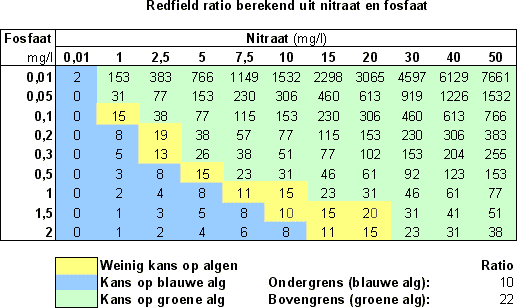 Redfield ratio berekend uit nitraat en fosfaat
Fosfaat Nitraat (mg/l)
mg/l 0,01 1 2,5 5 7,5 10 15 20 30 40 50
0,01 2 153 383 766 1149 1532 2298 3065 4597 6129 7661
0,05 0 31 77 153 230 306 460 613 919 1226 1532
0,1 0 15 38 77 115 153 230 306 460 613 766
0,2 0 8 19 38 57 77 115 153 230 306 383
0,3 0 5 13 26 38 51 77 102 153 204 255
0,5 0 3 8 15 23 31 46 61 92 123 153
1 0 2 4 8 11 15 23 31 46 61 77
1,5 0 1 3 5 8 10 15 20 31 41 51
2 0 1 2 4 6 8 11 15 23 31 38
Weinig kans op algen Ratio
Kans op blauwe alg Ondergrens (blauwe alg): 10
Kans op groene alg Bovengrens (groene alg): 22